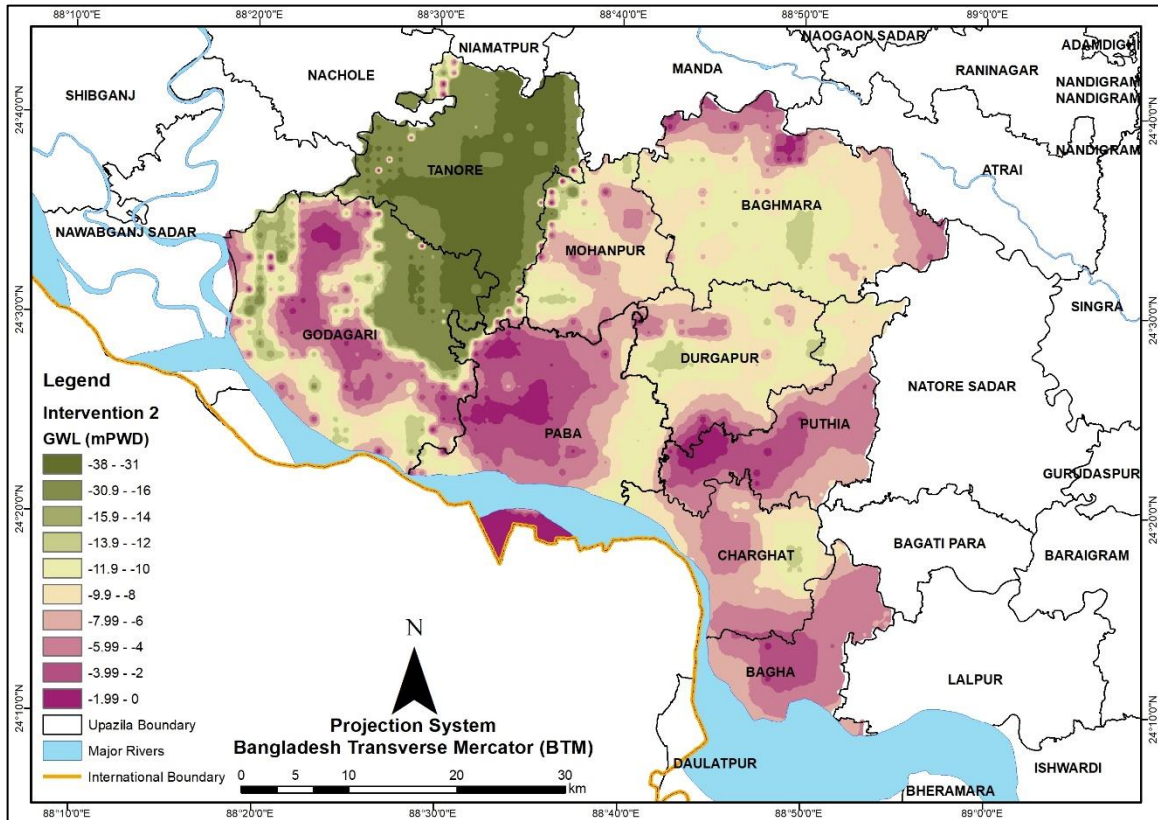 88°10'0"E 88°20'0"E 88°30'0"E 88°40'0"E 88°50'0"E 89°0'0"E
NIAMATPUR
NAOGAON SADAR
ADAMDIGHI
NACHOLE
MANDA
RANINAGAR
SHIBGANJ
NANDIGRAM
NANDIGRAM
24°40'0"N
24°40'0"N
NANDIGRAM
TANORE
ATRAI
BAGHMARA
NAWABGANJ SADAR
MOHANPUR
SINGRA
24°30'0"N
24°30'0"N
GODAGARI
DURGAPUR
NATORE SADAR
PABA
PUTHIA
GURUDASPUR
24°20'0"N
24°20'0"N
CHARGHAT
BAGATI PARA
BARAIGRAM
BAGHA
LALPUR
24°10'0"N
24°10'0"N
DAULATPUR
ISHWARDI
BHERAMARA
Legend
Intervention 2
GWL (mPWD)
-38 - -31
-30.9 - -16
-15.9 - -14
-13.9 - -12
-11.9 - -10
-9.9 - -8
-7.99 - -6
-5.99 - -4
-3.99 - -2
-1.99 - 0
Upazila Boundary
Major Rivers
International Boundary
N
Projection System
Bangladesh Transverse Mercator (BTM)
0 5 10 20 30
km
88°10'0"E 88°20'0"E 88°30'0"E 88°40'0"E 88°50'0"E 89°0'0"E